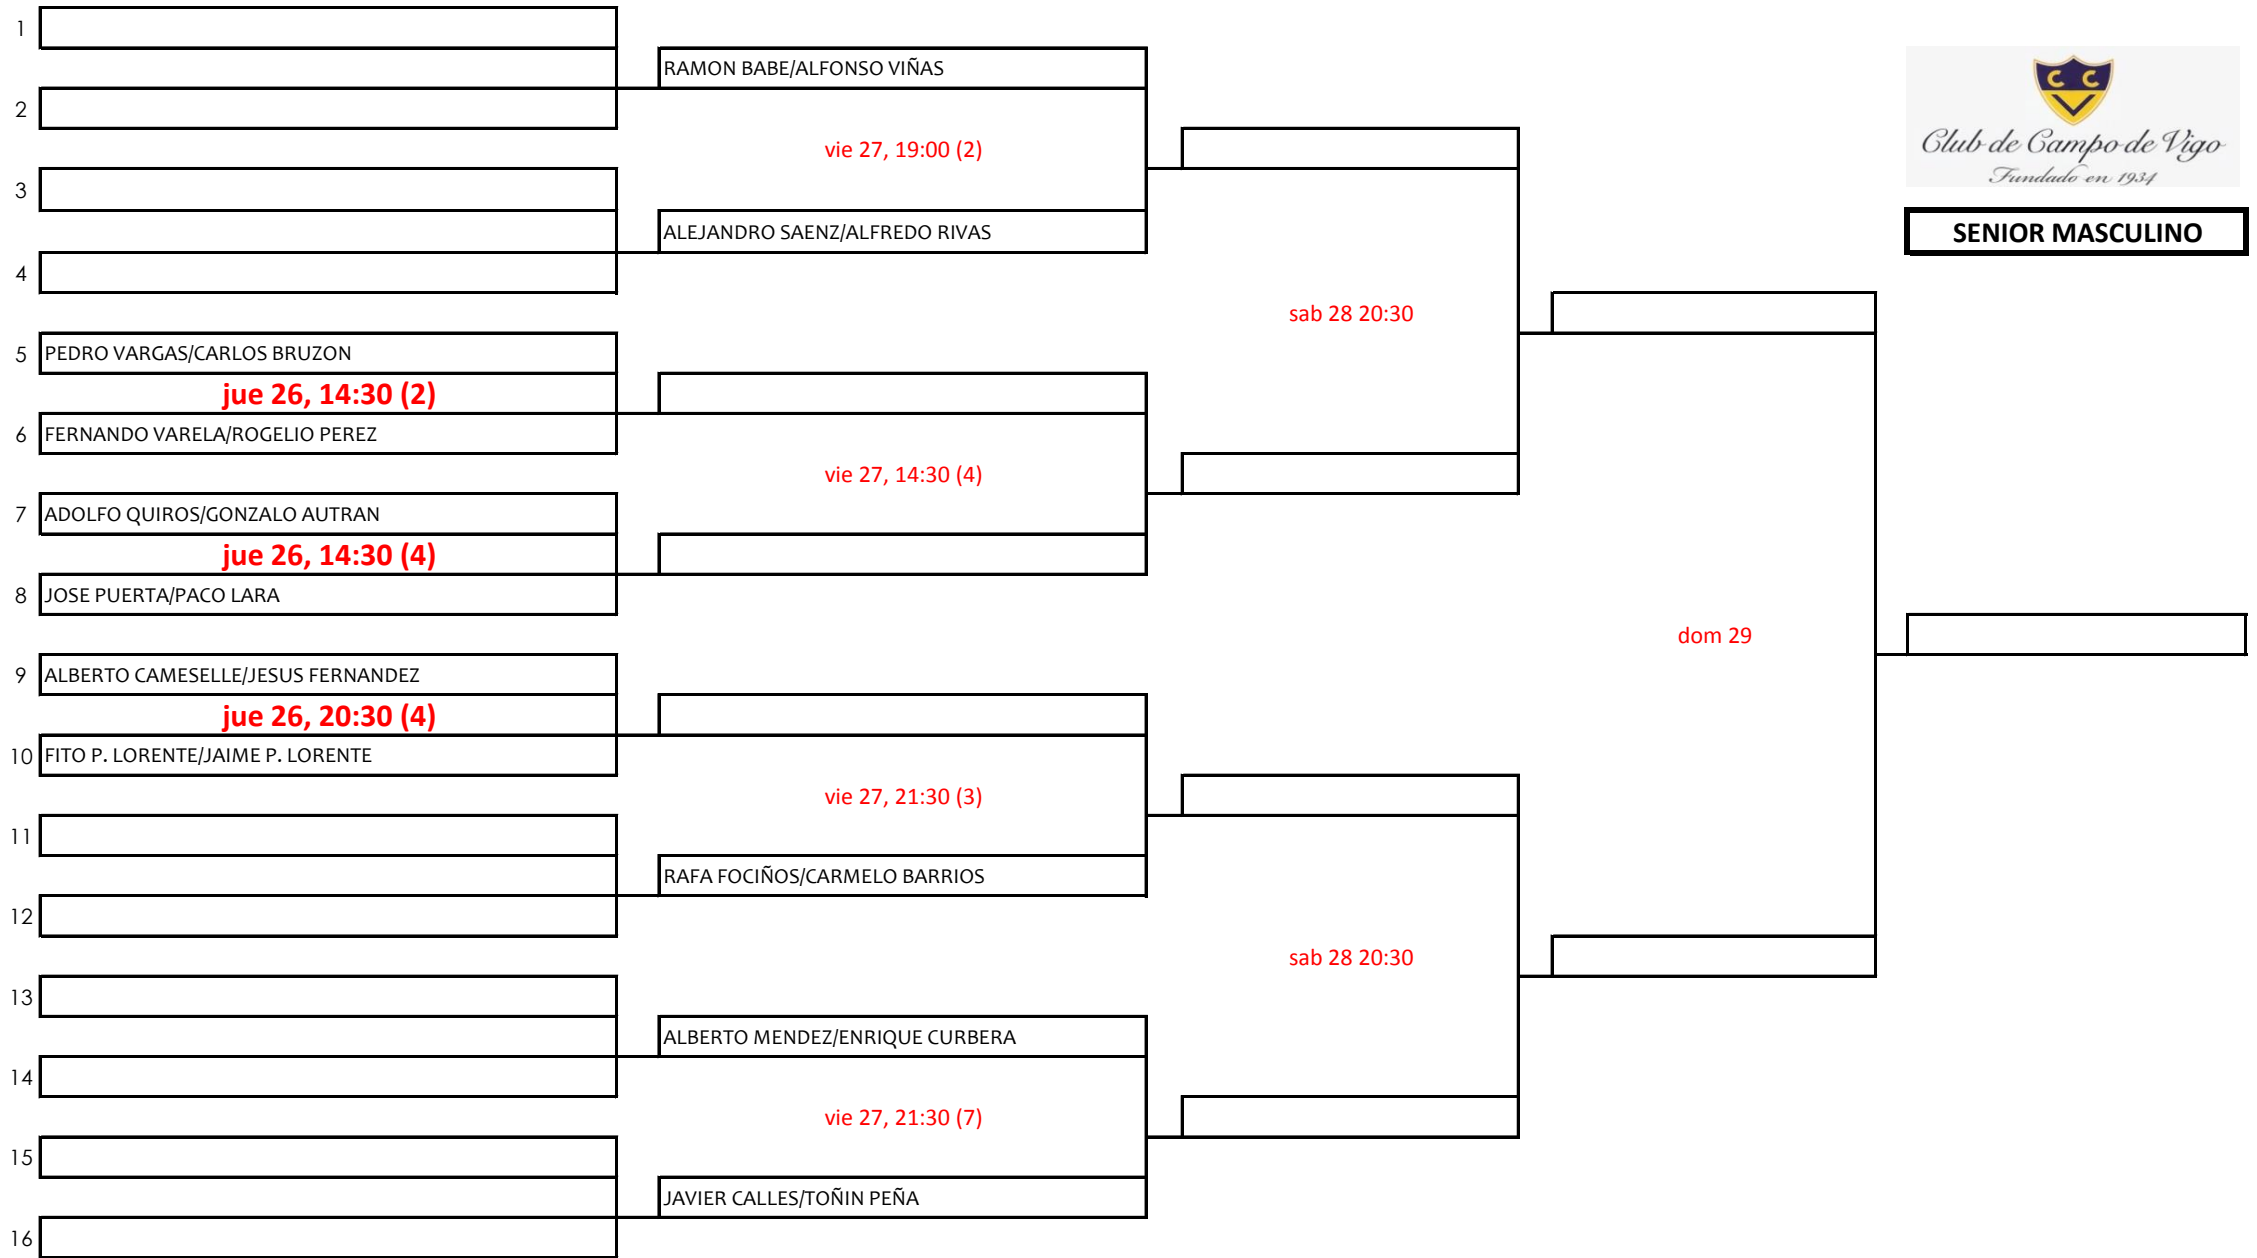 1
RAMON BABE/ALFONSO VIÑAS
C C
V
2
vie 27, 19:00 (2)
Club de Campo de Vigo
Fundado en 1934
3
ALEJANDRO SAENZ/ALFREDO RIVAS
SENIOR MASCULINO
4
sab 28 20:30
5 PEDRO VARGAS/CARLOS BRUZON
jue 26, 14:30 (2)
6 FERNANDO VARELA/ROGELIO PEREZ
vie 27, 14:30 (4)
7 ADOLFO QUIROS/GONZALO AUTRAN
jue 26, 14:30 (4)
8 JOSE PUERTA/PACO LARA
dom 29
9 ALBERTO CAMESELLE/JESUS FERNANDEZ
jue 26, 20:30 (4)
10 FITO P. LORENTE/JAIME P. LORENTE
vie 27, 21:30 (3)
11
RAFA FOCIÑOS/CARMELO BARRIOS
12
sab 28 20:30
13
ALBERTO MENDEZ/ENRIQUE CURBERA
14
vie 27, 21:30 (7)
15
JAVIER CALLES/TOÑIN PEÑA
16